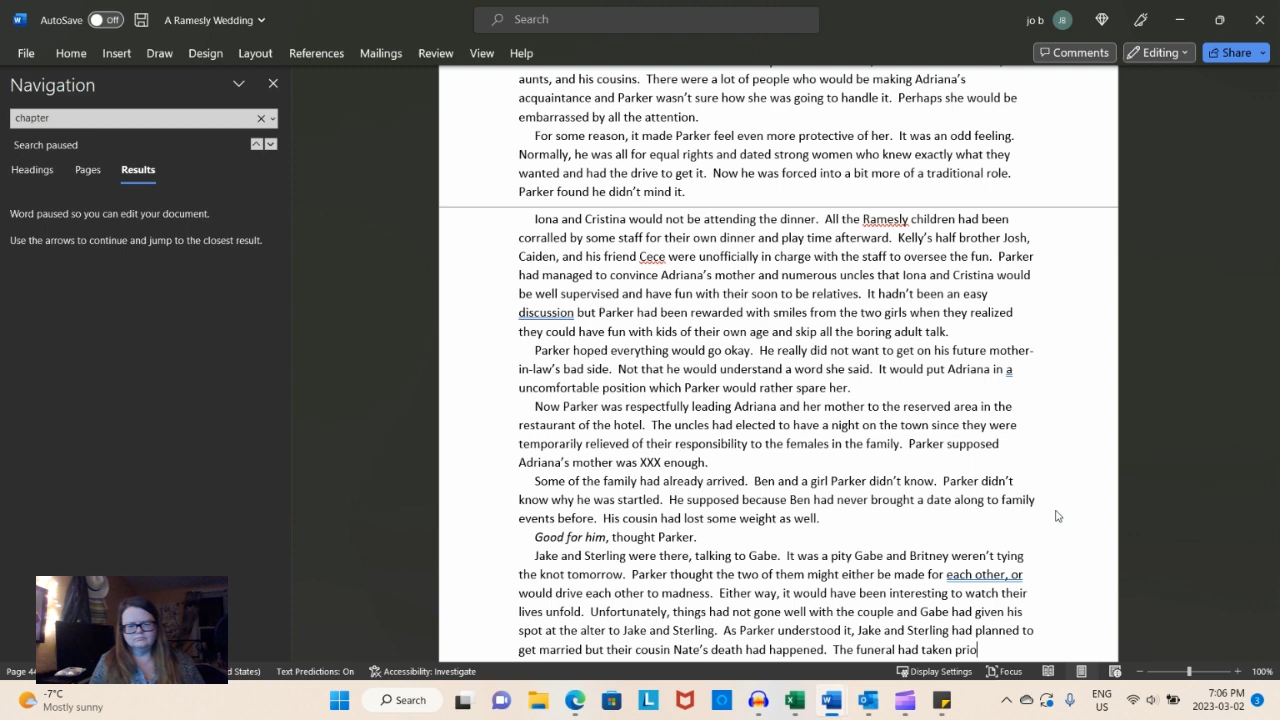 AutoSave Off A Ramesly Wedding Search jo b JB
File Home Insert Draw Design Layout References Mailings Review View Help Comments Editing Share
Navigation
chapter
Search paused
Headings Pages Results
Word paused so you can edit your document.
Use the arrows to continue and jump to the closest result.
aunts, and his cousins. There were a lot of people who would be making Adriana's
acquaintance and Parker wasn't sure how she was going to handle it. Perhaps she would be
embarrassed by all the attention.
For some reason, it made Parker feel even more protective of her. It was an odd feeling.
Normally, he was all for equal rights and dated strong women who knew exactly what they
wanted and had the drive to get it. Now he was forced into a bit more of a traditional role.
Parker found he didn't mind it.
Iona and Cristina would not be attending the dinner. All the Ramesly children had been
corralled by some staff for their own dinner and play time afterward. Kelly's half brother Josh,
Caiden, and his friend Cece were unofficially in charge with the staff to oversee the fun. Parker
had managed to convince Adriana's mother and numerous uncles that Iona and Cristina would
be well supervised and have fun with their soon to be relatives. It hadn't been an easy
discussion but Parker had been rewarded with smiles from the two girls when they realized
they could have fun with kids of their own age and skip all the boring adult talk.
Parker hoped everything would go okay. He really did not want to get on his future mother-
in-law's bad side. Not that he would understand a word she said. It would put Adriana in a
uncomfortable position which Parker would rather spare her.
Now Parker was respectfully leading Adriana and her mother to the reserved area in the
restaurant of the hotel. The uncles had elected to have a night on the town since they were
temporarily relieved of their responsibility to the females in the family. Parker supposed
Adriana's mother was XXX enough.
Some of the family had already arrived. Ben and a girl Parker didn't know. Parker didn't
know why he was startled. He supposed because Ben had never brought a date along to family
events before. His cousin had lost some weight as well.
Good for him, thought Parker.
Jake and Sterling were there, talking to Gabe. It was a pity Gabe and Britney weren't tying
the knot tomorrow. Parker thought the two of them might either be made for each other, or
would drive each other to madness. Either way, it would have been interesting to watch their
lives unfold. Unfortunately, things had not gone well with the couple and Gabe had given his
spot at the alter to Jake and Sterling. As Parker understood it, Jake and Sterling had planned to
get married but their cousin Nate's death had happened. The funeral had taken prio
Page 44 Text Predictions: On Accessibility: Investigate Display Settings Focus 100%
-7°C
Mostly sunny
Search
ENG
US
7:06 PM
2023-03-02
3